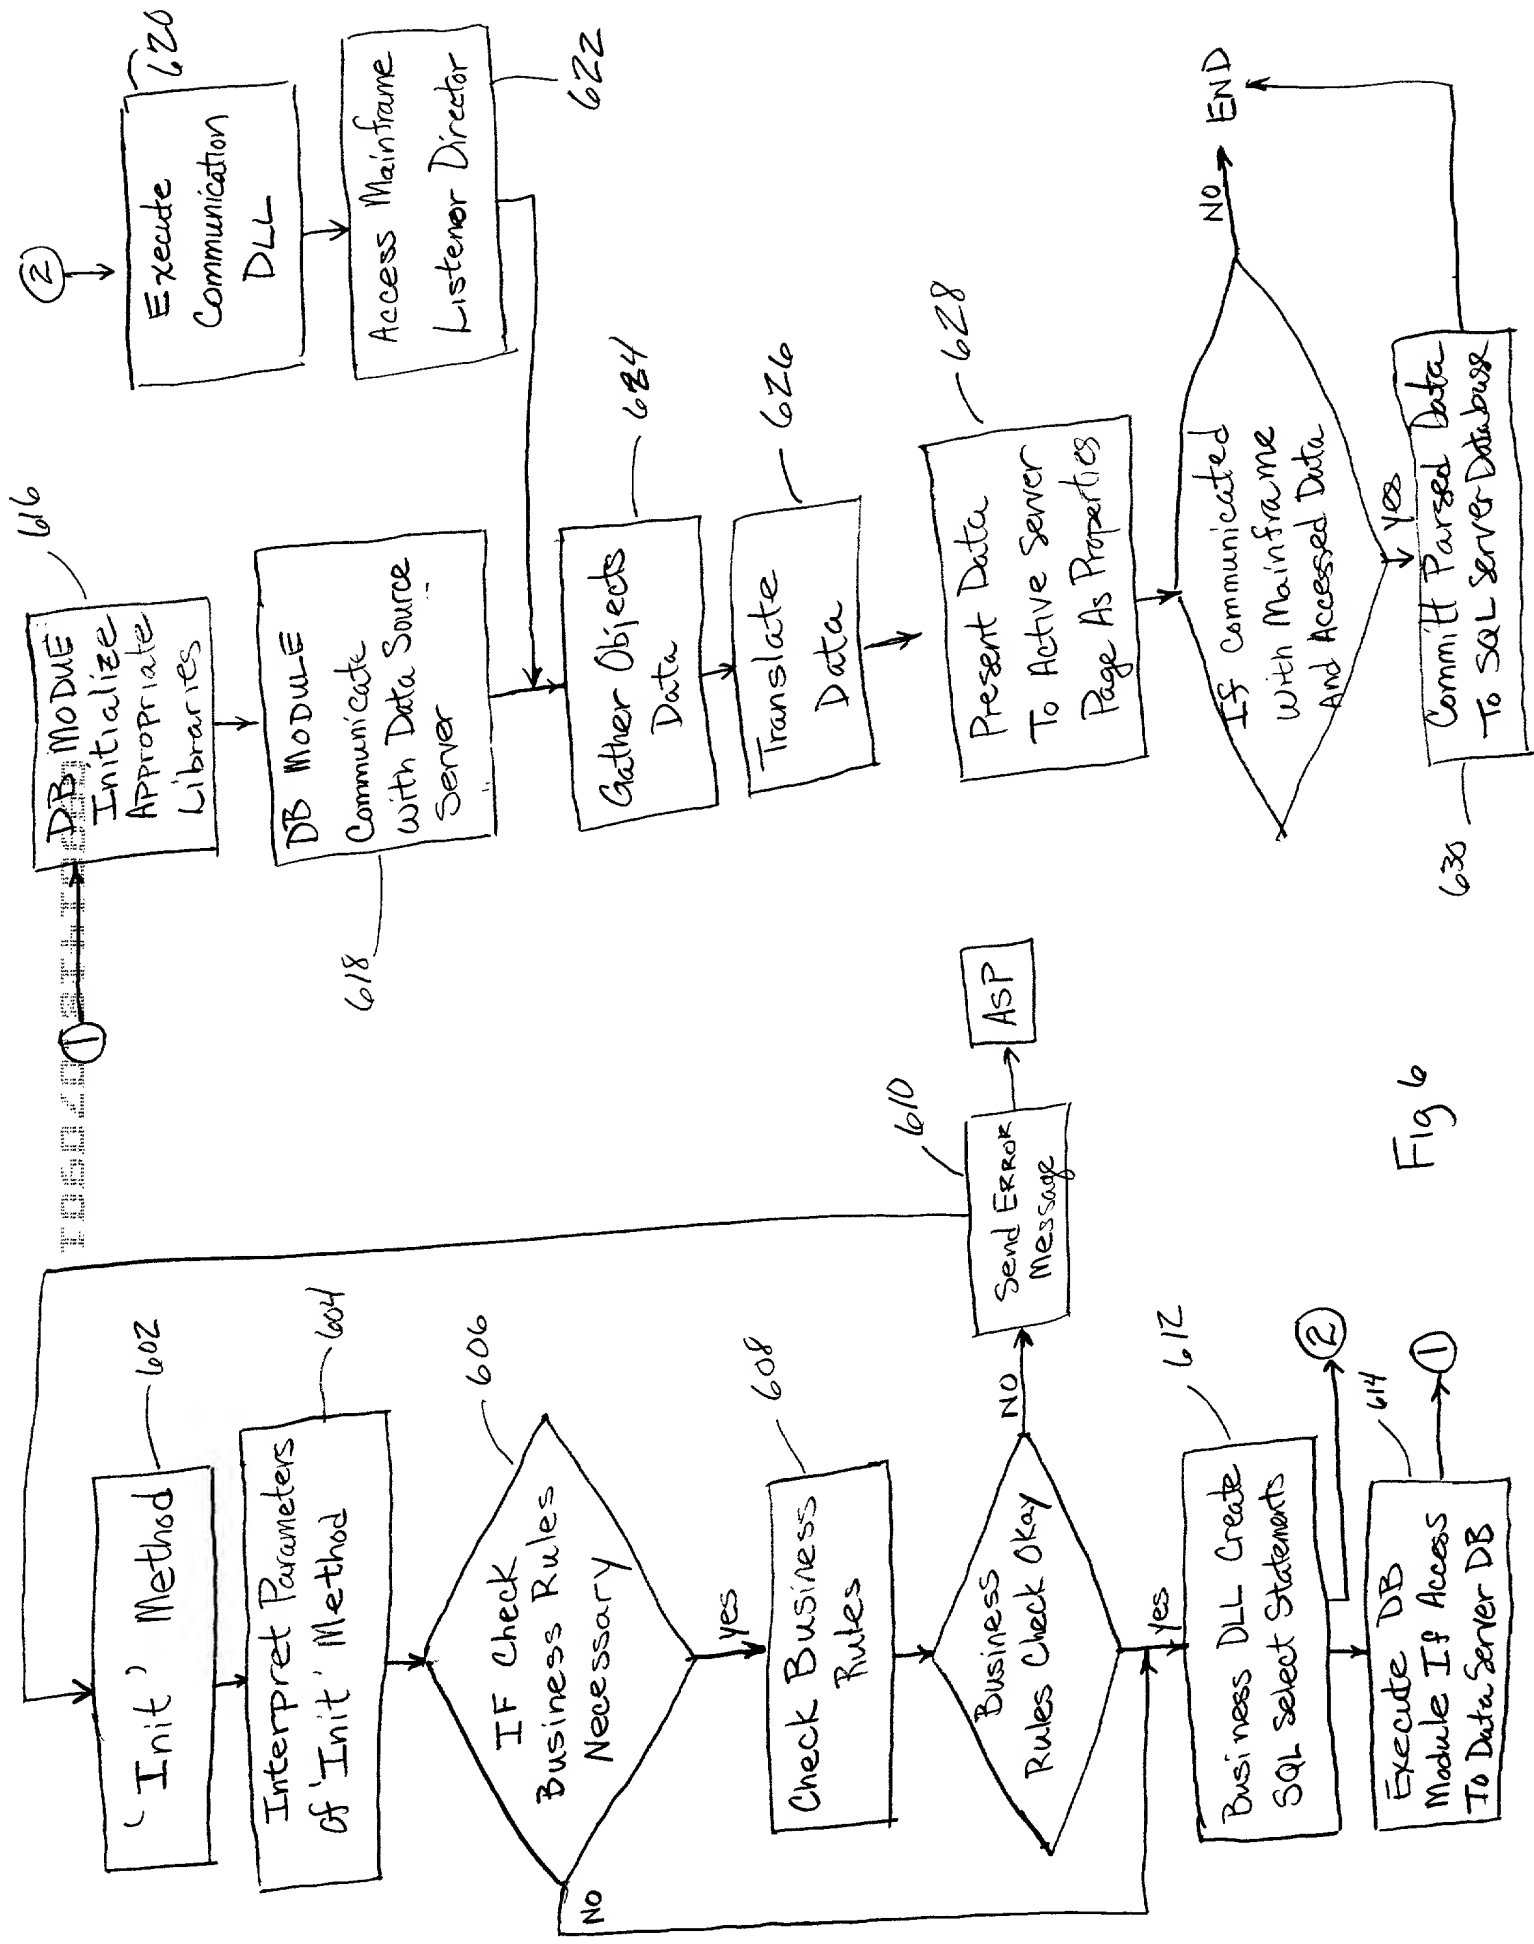 'Init' Method
602
Interpret Parameters
of 'Init' Method
604
IF Check
Business Rules
Necessary
606
NO
yes
Check Business
Rules
608
Business
Rules Check Okay
NO
yes
Send ERROR
Message
610
ASP
Business DLL Create
SQL Select Statements
612
2
Execute DB
Module If Access
To Data Server DB
614
1
1
DB MODUE
Initialize
Appropriate
Libraries
616
DB MODULE
Communicate
With Data Source
Server
618
2
Execute
Communication
DLL
620
Access Mainframe
Listenor Director
622
Gather Objects
Data
624
Translate
Data
626
Present Data
To Active Server
Page As Properties
628
If Communicated
With Mainframe
And Accessed Data
NO
END
yes
Committ Parsed Data
To SQL Server Database
630
Fig 6